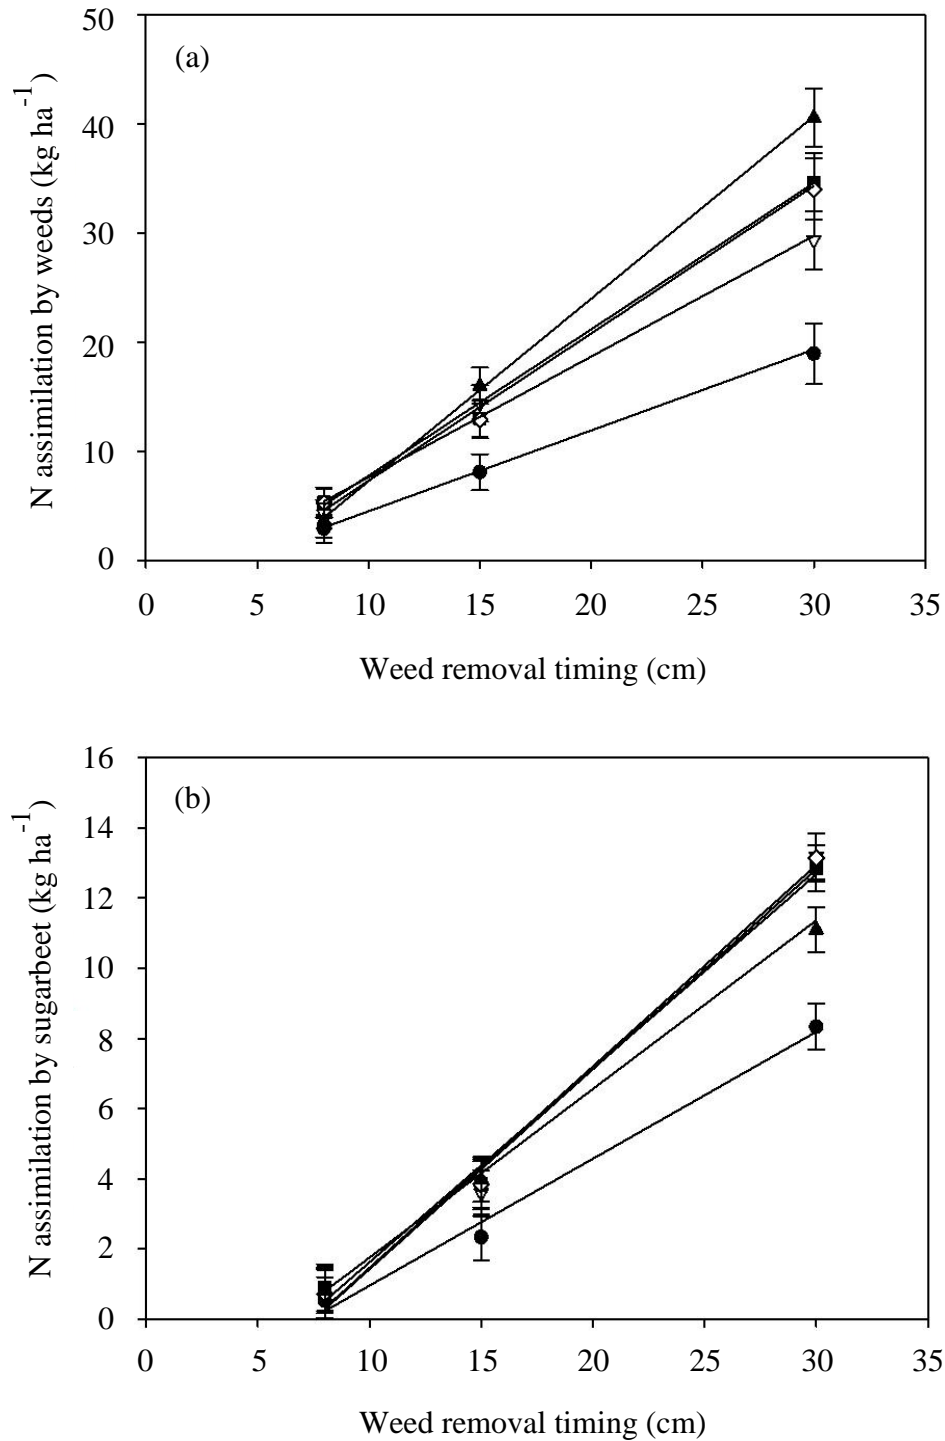 (a)
N assimilation by weeds (kg ha⁻¹)
50
40
30
20
10
0
0 5 10 15 20 25 30 35
Weed removal timing (cm)
(b)
N assimilation by sugarbeet (kg ha⁻¹)
16
14
12
10
8
6
4
2
0
0 5 10 15 20 25 30 35
Weed removal timing (cm)